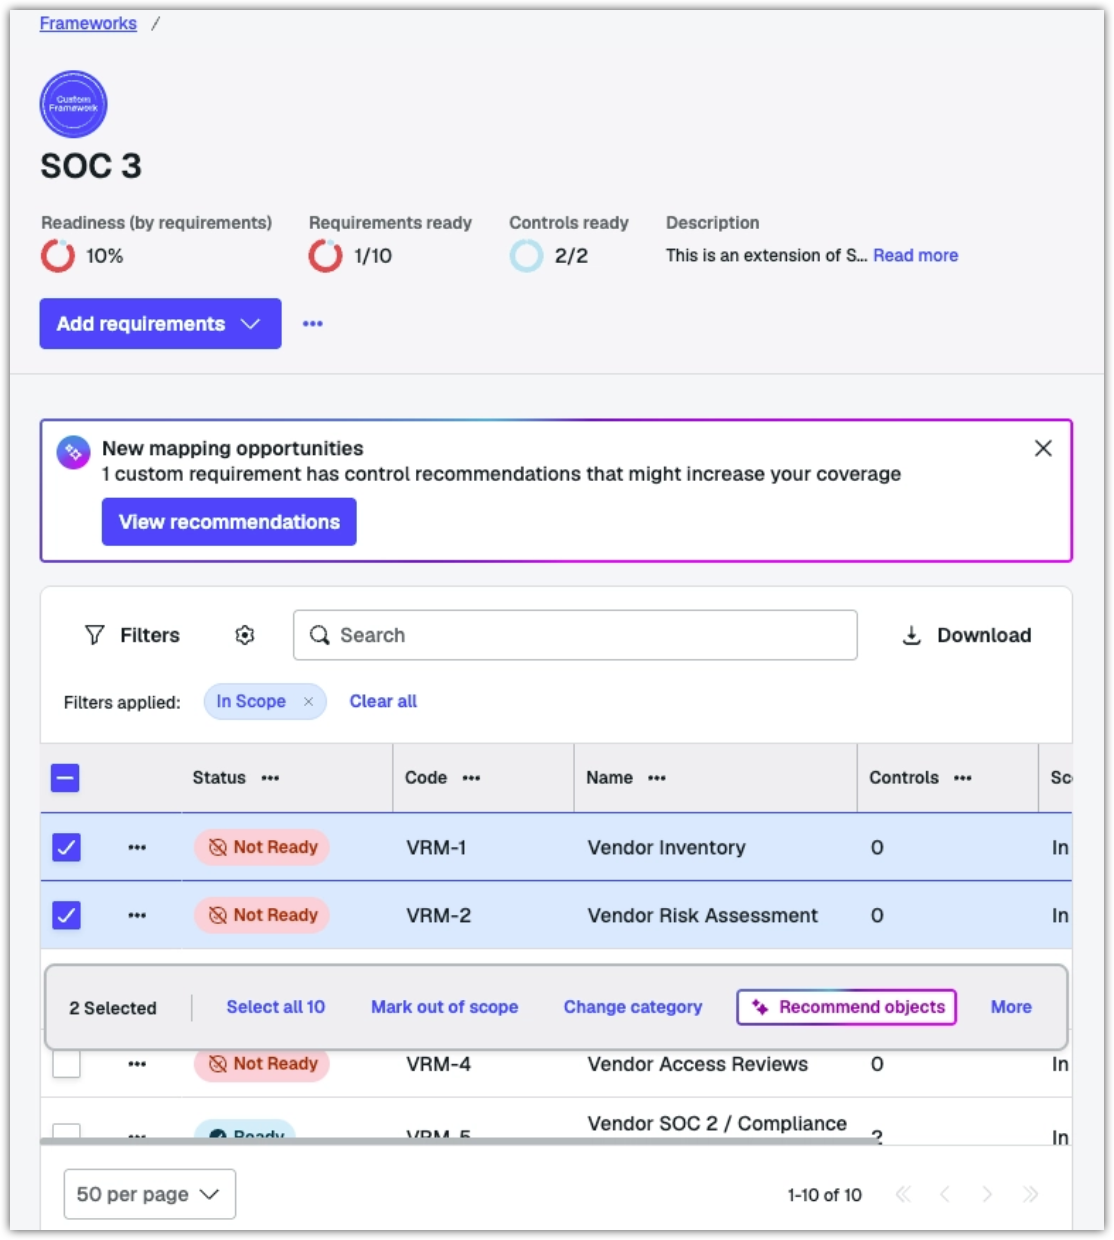 Frameworks /
Custom
Framework
SOC 3
Readiness (by requirements) Requirements ready Controls ready Description
10% 1/10 2/2 This is an extension of S... Read more
Add requirements
New mapping opportunities
1 custom requirement has control recommendations that might increase your coverage
View recommendations
Filters Search Download
Filters applied: In Scope × Clear all
Status ••• Code ••• Name ••• Controls ••• Sc
••• Not Ready VRM-1 Vendor Inventory 0 In
••• Not Ready VRM-2 Vendor Risk Assessment 0 In
2 Selected Select all 10 Mark out of scope Change category Recommend objects More
••• Not Ready VRM-4 Vendor Access Reviews 0 In
Ready VRM-5 Vendor SOC 2 / Compliance In
50 per page 1-10 of 10